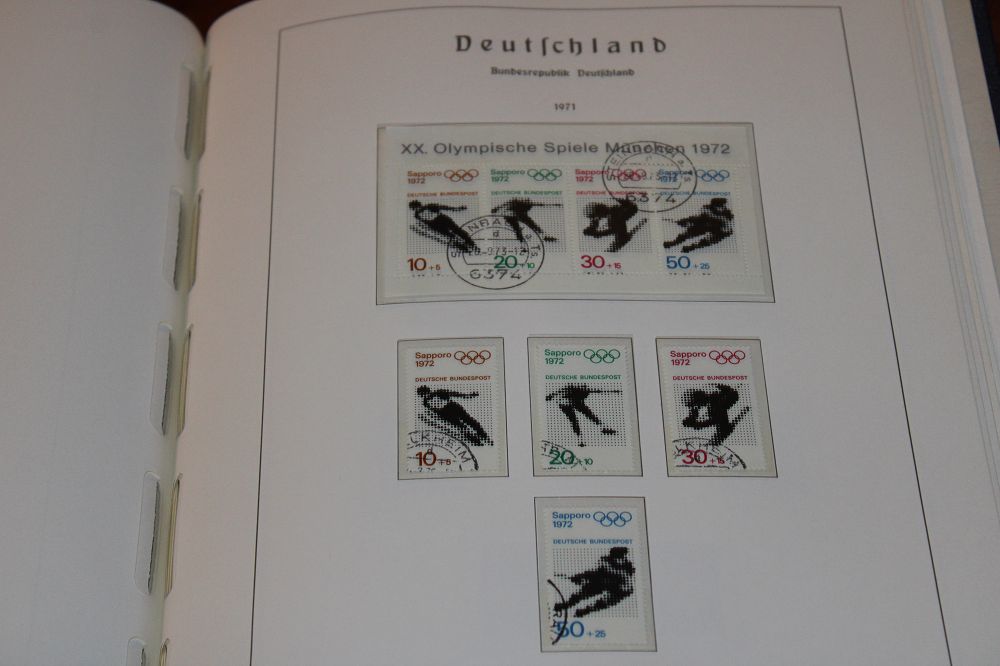 Deutſchland
Bundesrepublik Deutſchland
1971
XX. Olympische Spiele München 1972
Sapporo 1972
DEUTSCHE BUNDESPOST
10+5
Sapporo 1972
DEUTSCHE BUNDESPOST
20+10
Sapporo 1972
DEUTSCHE BUNDESPOST
30+15
Sapporo 1972
DEUTSCHE BUNDESPOST
50+25
6374
6374
Sapporo
1972
DEUTSCHE BUNDESPOST
10+5
ELKHEIM
Sapporo
1972
DEUTSCHE BUNDESPOST
20+10
Sapporo
1972
DEUTSCHE BUNDESPOST
30+15
Sapporo
1972
DEUTSCHE BUNDESPOST
50+25